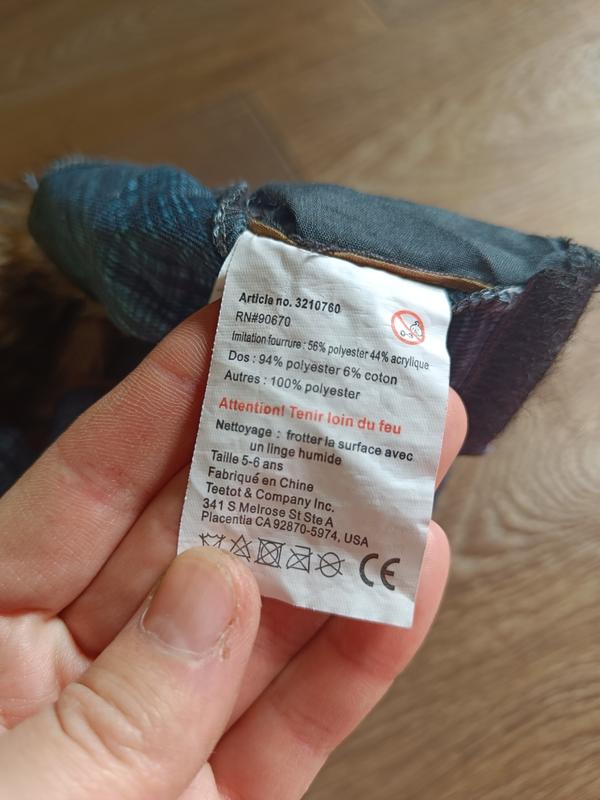 Article no. 3210760
RN#90670
Imitation fourrure : 56% polyester 44% acrylique
Dos : 94% polyester 6% coton
Autres : 100% polyester
Attention! Tenir loin du feu
Nettoyage : frotter la surface avec
un linge humide
Taille 5-6 ans
Fabriqué en Chine
Teetot & Company Inc.
341 S Melrose St Ste A
Placentia CA 92870-5974, USA
CE